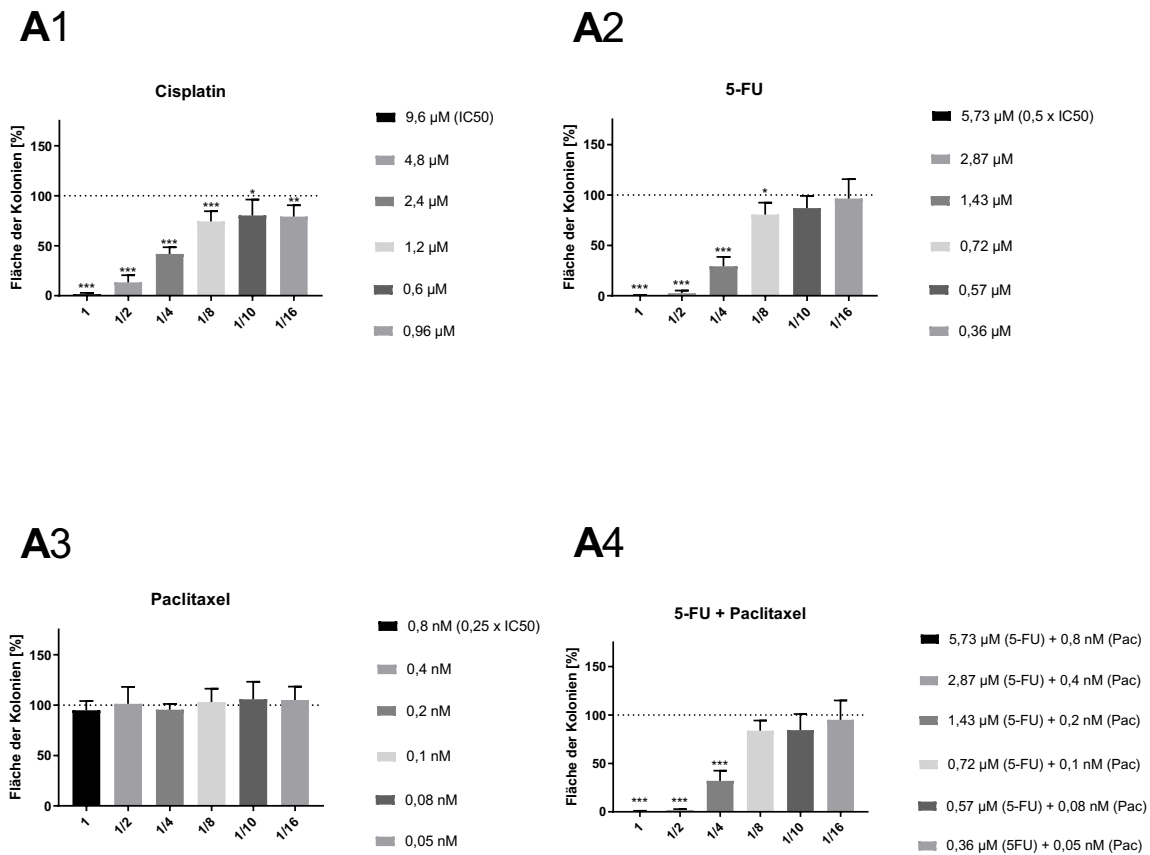 A1
Cisplatin
Fläche der Kolonien [%]
150
100
50
0
***
***
***
***
*
**
1
1/2
1/4
1/8
1/10
1/16
9,6 µM (IC50)
4,8 µM
2,4 µM
1,2 µM
0,6 µM
0,96 µM
A2
5-FU
Fläche der Kolonien [%]
150
100
50
0
***
***
***
*
1
1/2
1/4
1/8
1/10
1/16
5,73 µM (0,5 x IC50)
2,87 µM
1,43 µM
0,72 µM
0,57 µM
0,36 µM
A3
Paclitaxel
Fläche der Kolonien [%]
150
100
50
0
1
1/2
1/4
1/8
1/10
1/16
0,8 nM (0,25 x IC50)
0,4 nM
0,2 nM
0,1 nM
0,08 nM
0,05 nM
A4
5-FU + Paclitaxel
Fläche der Kolonien [%]
150
100
50
0
***
***
***
1
1/2
1/4
1/8
1/10
1/16
5,73 µM (5-FU) + 0,8 nM (Pac)
2,87 µM (5-FU) + 0,4 nM (Pac)
1,43 µM (5-FU) + 0,2 nM (Pac)
0,72 µM (5-FU) + 0,1 nM (Pac)
0,57 µM (5-FU) + 0,08 nM (Pac)
0,36 µM (5FU) + 0,05 nM (Pac)